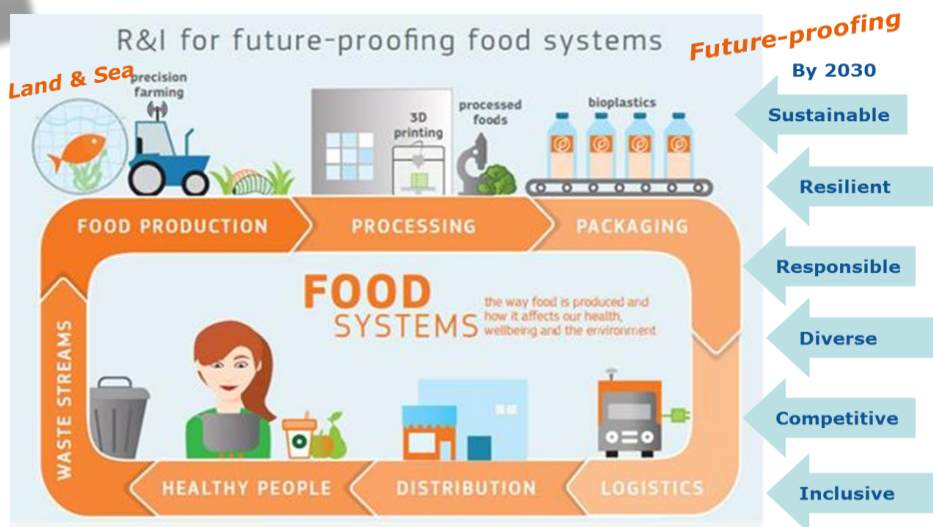 R&I for future-proofing food systems
Future-proofing
By 2030
Land & Sea
precision
farming
3D
printing
processed
foods
bioplastics
FOOD PRODUCTION
PROCESSING
PACKAGING
FOOD
SYSTEMS
the way food is produced and
how it affects our health,
wellbeing and the environment
WASTE STREAMS
HEALTHY PEOPLE
DISTRIBUTION
LOGISTICS
Sustainable
Resilient
Responsible
Diverse
Competitive
Inclusive